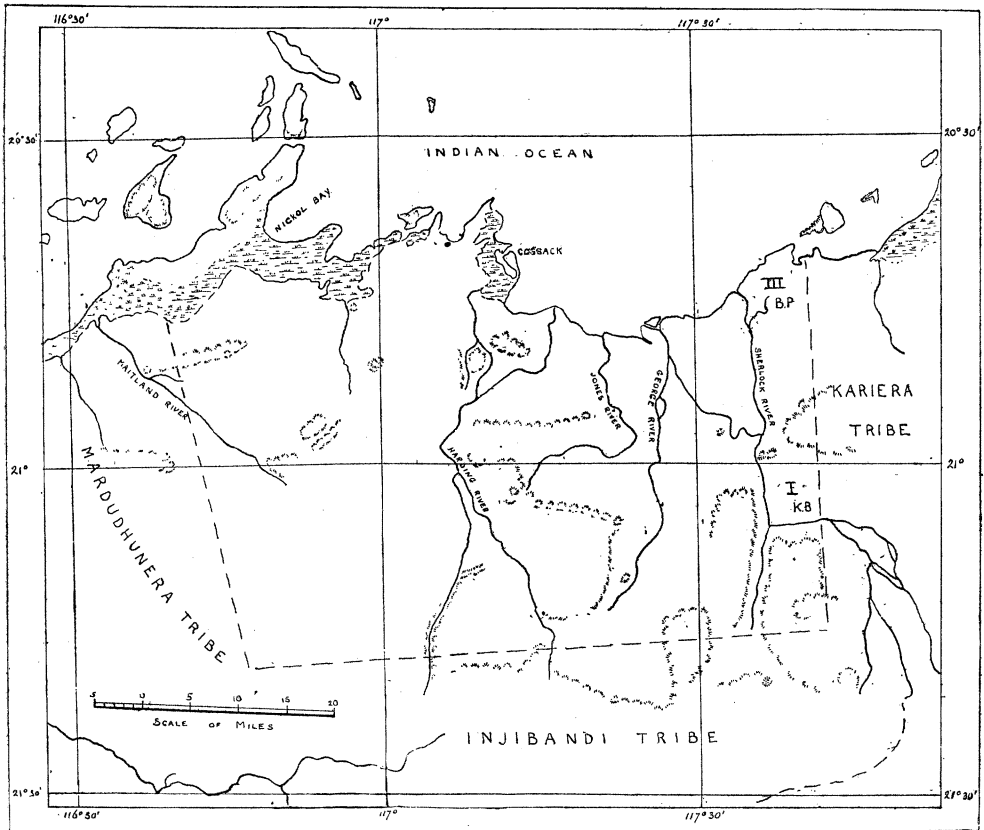 116°30'
117°
117°30'
20°30'
20°30'
INDIAN OCEAN
NICKOL BAY
COSSACK
III
B.P
MAITLAND RIVER
JONES RIVER
GEORGE RIVER
SHERLOCK RIVER
KARIERA
TRIBE
21°
21°
HARDING RIVER
I
K.B
MARDUDHUNERA TRIBE
5 0 5 10 15 20
SCALE OF MILES
INJIBANDI TRIBE
21°30'
21°30'
116°30'
117°
117°30'